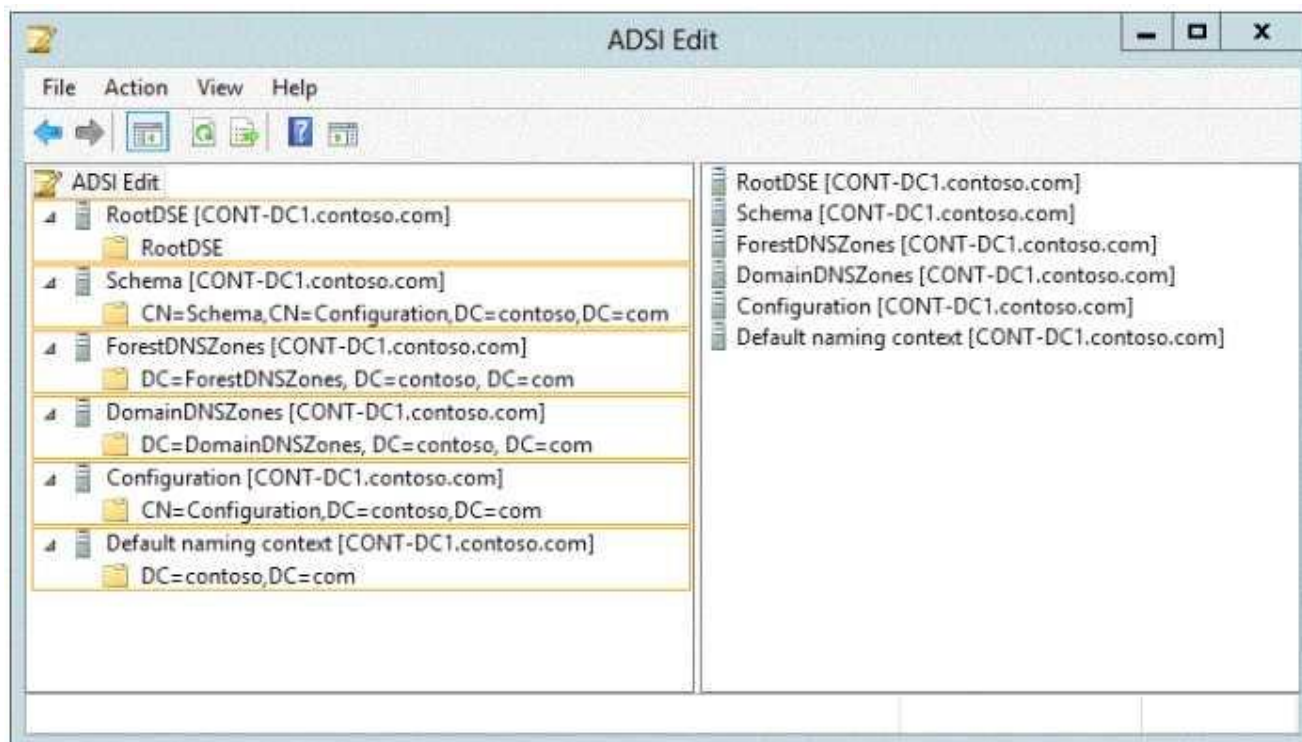 ADSI Edit
File Action View Help
ADSI Edit
RootDSE [CONT-DC1.contoso.com]
RootDSE
Schema [CONT-DC1.contoso.com]
CN=Schema,CN=Configuration,DC=contoso,DC=com
ForestDNSZones [CONT-DC1.contoso.com]
DC=ForestDNSZones, DC=contoso, DC=com
DomainDNSZones [CONT-DC1.contoso.com]
DC=DomainDNSZones, DC=contoso, DC=com
Configuration [CONT-DC1.contoso.com]
CN=Configuration,DC=contoso,DC=com
Default naming context [CONT-DC1.contoso.com]
DC=contoso,DC=com
RootDSE [CONT-DC1.contoso.com]
Schema [CONT-DC1.contoso.com]
ForestDNSZones [CONT-DC1.contoso.com]
DomainDNSZones [CONT-DC1.contoso.com]
Configuration [CONT-DC1.contoso.com]
Default naming context [CONT-DC1.contoso.com]